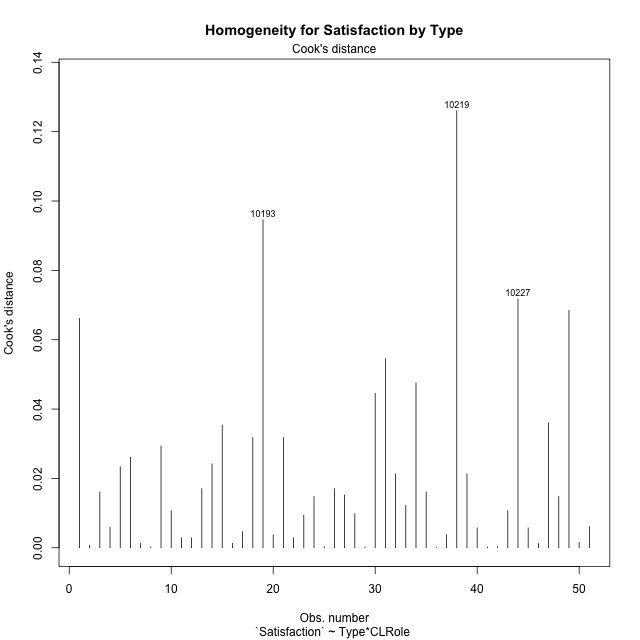 Homogeneity for Satisfaction by Type
Cook's distance
0.14
0.12
0.10
0.08
0.06
0.04
0.02
0.00
Cook's distance
10219
10193
10227
0 10 20 30 40 50
Obs. number
`Satisfaction` ~ Type*CLRole